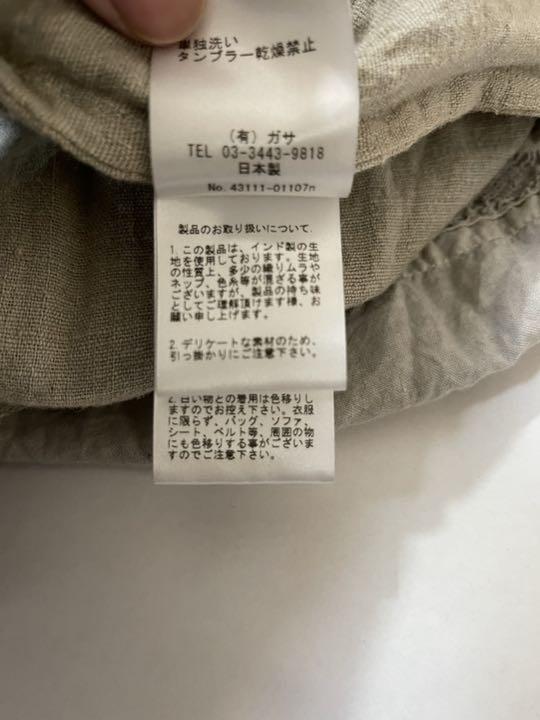 単独洗い
タンブラー乾燥禁止
(有) ガサ
TEL 03-3443-9818
日本製
No. 43111-01107n
製品のお取り扱いについて.
1. この製品は、インド製の生
地を使用しております。生地
の性質上、多少の織りムラや
ネップ、色糸等が混ざる事が
ございますが、製品の持ち味
としてご理解頂けます様、お
願い申し上げます。
2. デリケートな素材のため、
引っ掛かりにご注意下さい。
2. 白い物との着用は色移りし
ますのでお控え下さい。衣服
に限らず、バッグ、ソファ、
シート、ベルト等、周囲の物
にも色移りする事がございま
すのでご注意下さい。